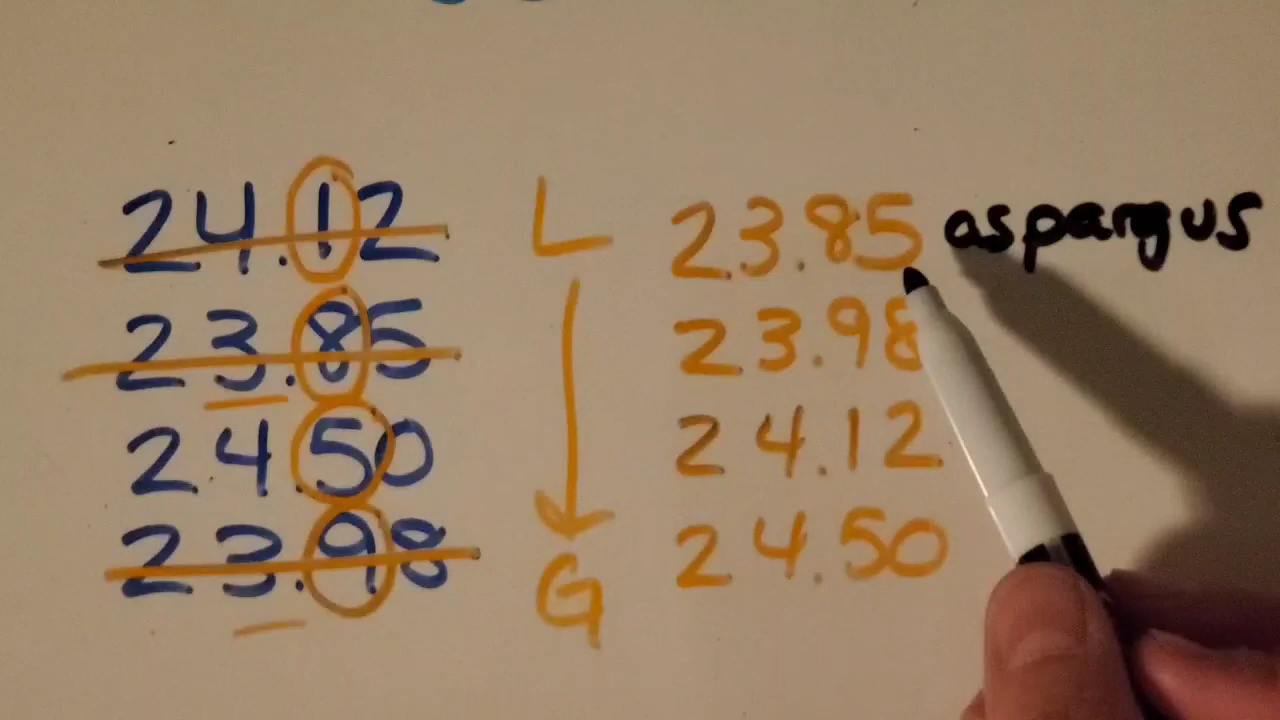 24.12 L 23.85 aspargus
23.85 23.98
24.50 24.12
23.98 G 24.50